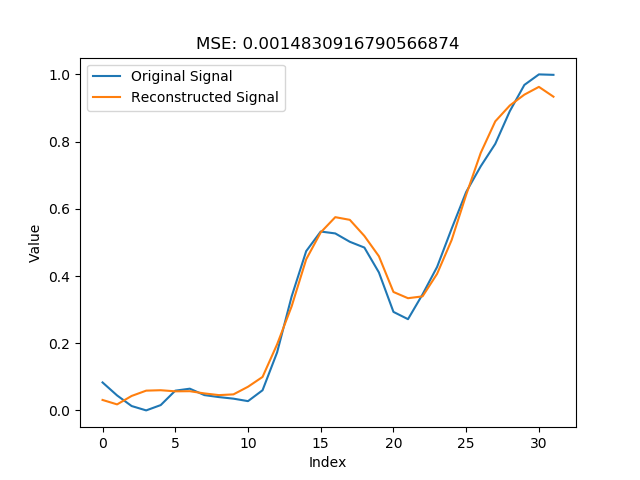 MSE: 0.0014830916790566874
Original Signal
Reconstructed Signal
1.0
0.8
0.6
0.4
0.2
0.0
Value
0 5 10 15 20 25 30
Index